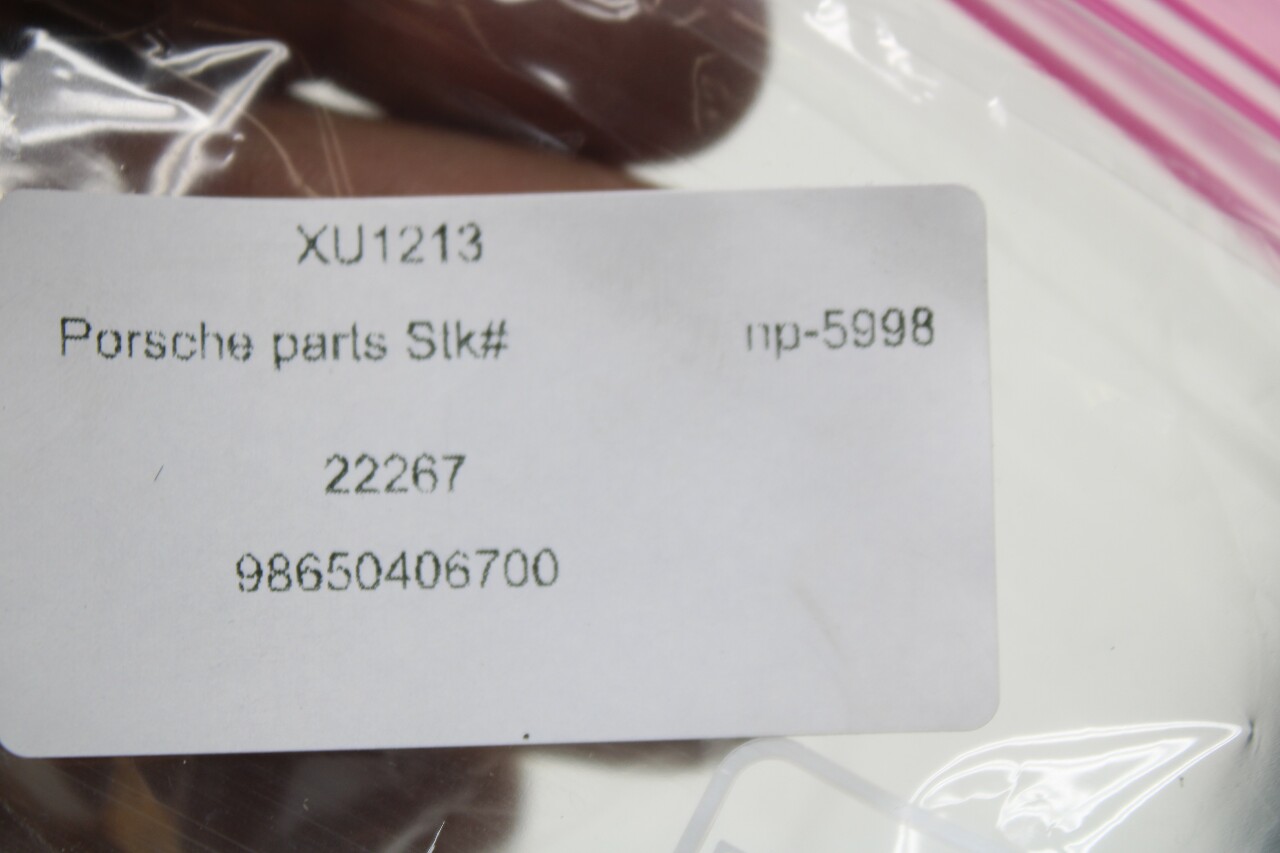 XU1213
Porsche parts Stk# np-5998
22267
98650406700